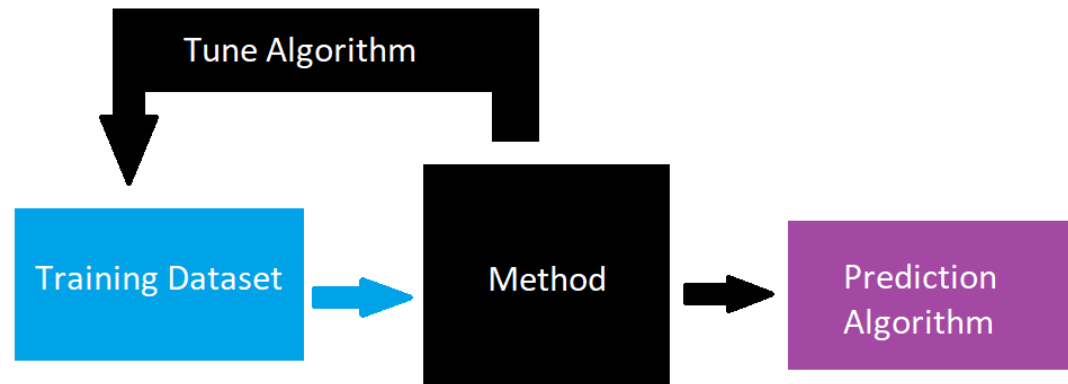 Tune Algorithm
Training Dataset
Method
Prediction
Algorithm